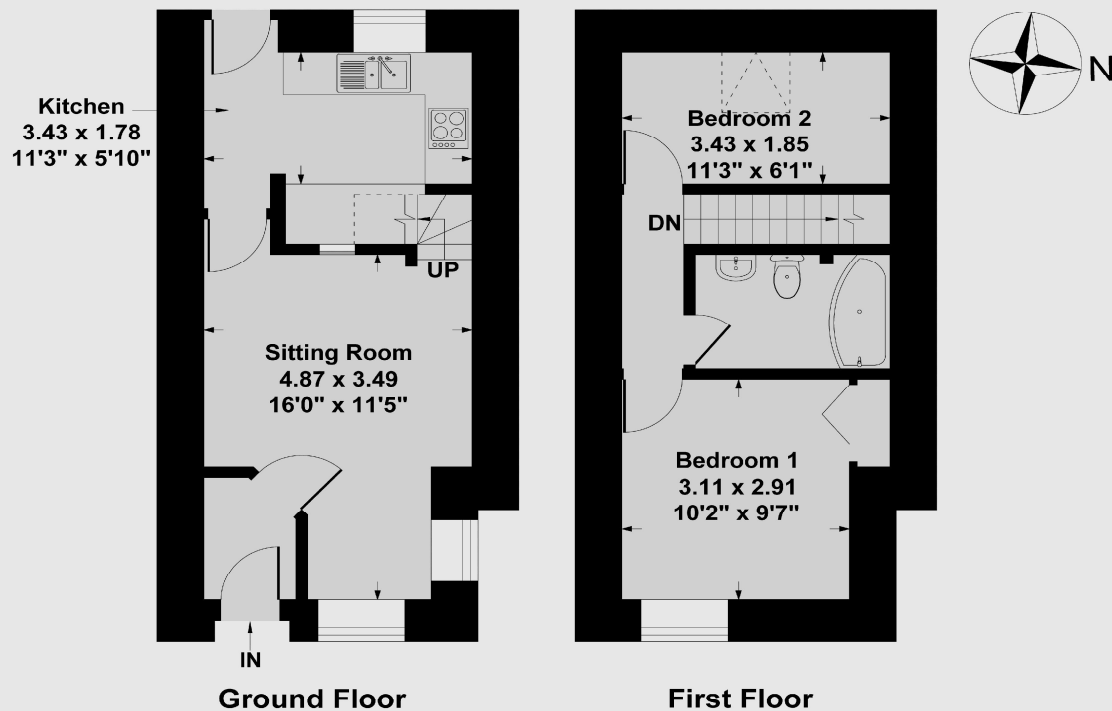 N
Kitchen
3.43 x 1.78
11'3" x 5'10"
UP
Sitting Room
4.87 x 3.49
16'0" x 11'5"
IN
Ground Floor
Bedroom 2
3.43 x 1.85
11'3" x 6'1"
DN
Bedroom 1
3.11 x 2.91
10'2" x 9'7"
First Floor